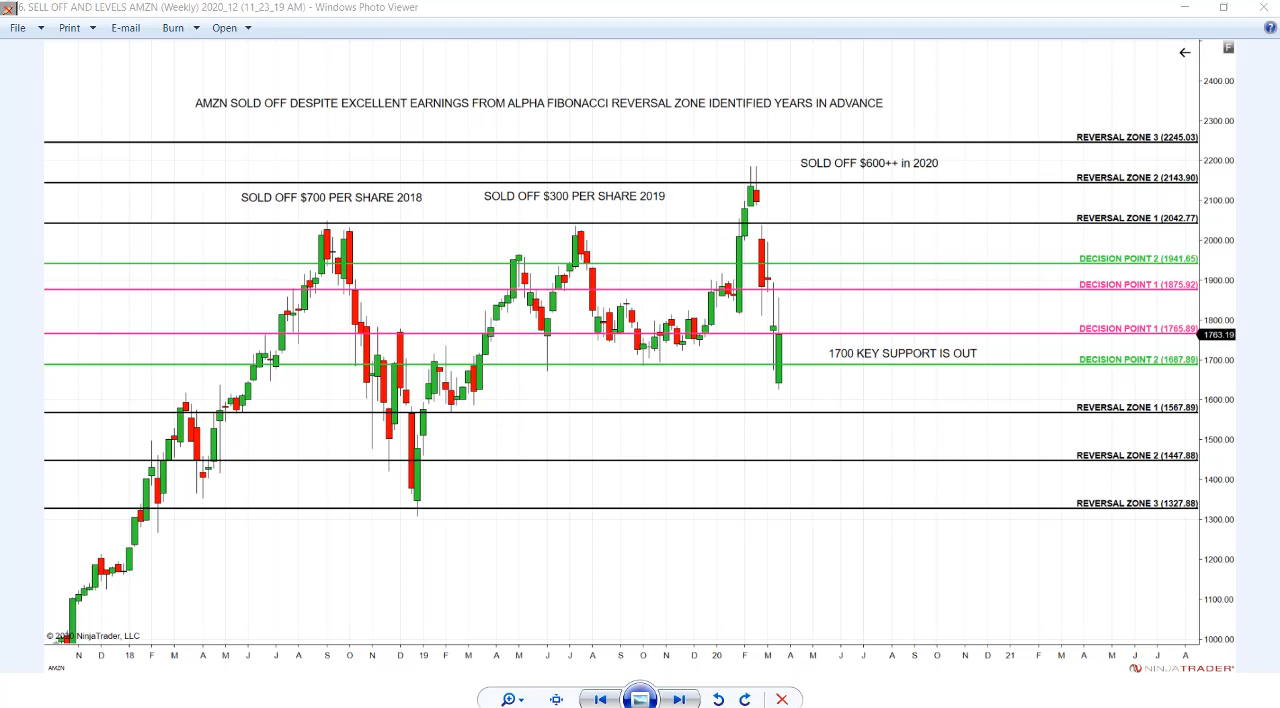 6. SELL OFF AND LEVELS AMZN (Weekly) 2020_12 (11_23_19 AM) - Windows Photo Viewer
File Print E-mail Burn Open
F
2400.00
AMZN SOLD OFF DESPITE EXCELLENT EARNINGS FROM ALPHA FIBONACCI REVERSAL ZONE IDENTIFIED YEARS IN ADVANCE
2300.00
REVERSAL ZONE 3 (2245.03)
SOLD OFF $600++ in 2020
2200.00
REVERSAL ZONE 2 (2143.90)
SOLD OFF $700 PER SHARE 2018
SOLD OFF $300 PER SHARE 2019
2100.00
REVERSAL ZONE 1 (2042.77)
2000.00
DECISION POINT 2 (1941.65)
1900.00
DECISION POINT 1 (1875.92)
1800.00
DECISION POINT 1 (1765.89)
1763.19
1700 KEY SUPPORT IS OUT
DECISION POINT 2 (1687.89)
1700.00
1600.00
REVERSAL ZONE 1 (1567.89)
1500.00
REVERSAL ZONE 2 (1447.88)
1400.00
REVERSAL ZONE 3 (1327.88)
1300.00
1200.00
1100.00
© 2020 NinjaTrader, LLC
1000.00
N D 18 F M A M J J A S O N D 19 F M A M J J A S O N D 20 F M A M J J A S O N D 21 F M A M J J A
AMZN
NINJATRADER